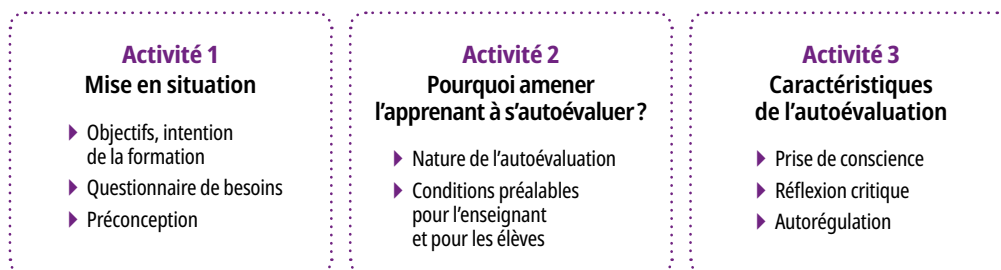 Activité 1
Mise en situation
Objectifs, intention
de la formation
Questionnaire de besoins
Préconception
Activité 2
Pourquoi amener
l’apprenant à s’autoévaluer ?
Nature de l’autoévaluation
Conditions préalables
pour l’enseignant
et pour les élèves
Activité 3
Caractéristiques
de l’autoévaluation
Prise de conscience
Réflexion critique
Autorégulation